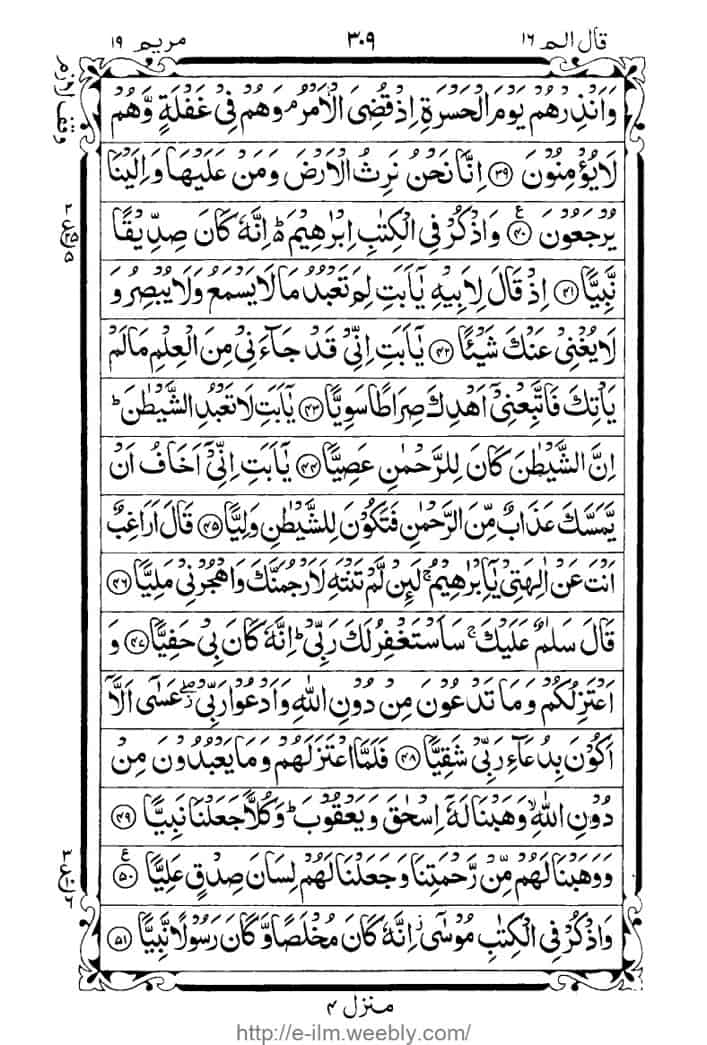 قال الم ١٦
٣٠٩
مريم ١٩
وَاَنْذِرْهُمْ يَوْمَ الْحَسْرَةِ اِذْ قُضِيَ الْاَمْرُ ۘ وَهُمْ فِيْ غَفْلَةٍ وَّهُمْ
لَا يُؤْمِنُوْنَ ﴿٣٩﴾ اِنَّا نَحْنُ نَرِثُ الْاَرْضَ وَمَنْ عَلَيْهَا وَاِلَيْنَا
يُرْجَعُوْنَ ﴿٤٠﴾ ع وَاذْكُرْ فِي الْكِتٰبِ اِبْرٰهِيْمَ ؕ اِنَّهٗ كَانَ صِدِّيْقًا
نَّبِيًّا ﴿٤١﴾ اِذْ قَالَ لِاَبِيْهِ يٰٓاَبَتِ لِمَ تَعْبُدُ مَا لَا يَسْمَعُ وَلَا يُبْصِرُ وَ
لَا يُغْنِيْ عَنْكَ شَيْـًٔا ﴿٤٢﴾ يٰٓاَبَتِ اِنِّيْ قَدْ جَآءَنِيْ مِنَ الْعِلْمِ مَا لَمْ
يَاْتِكَ فَاتَّبِعْنِيْٓ اَهْدِكَ صِرَاطًا سَوِيًّا ﴿٤٣﴾ يٰٓاَبَتِ لَا تَعْبُدِ الشَّيْطٰنَ ؕ
اِنَّ الشَّيْطٰنَ كَانَ لِلرَّحْمٰنِ عَصِيًّا ﴿٤٤﴾ يٰٓاَبَتِ اِنِّيْٓ اَخَافُ اَنْ
يَّمَسَّكَ عَذَابٌ مِّنَ الرَّحْمٰنِ فَتَكُوْنَ لِلشَّيْطٰنِ وَلِيًّا ﴿٤٥﴾ قَالَ اَرَاغِبٌ
اَنْتَ عَنْ اٰلِهَتِيْ يٰٓاِبْرٰهِيْمُ ۚ لَئِنْ لَّمْ تَنْتَهِ لَاَرْجُمَنَّكَ وَاهْجُرْنِيْ مَلِيًّا ﴿٤٦﴾
قَالَ سَلٰمٌ عَلَيْكَ ۚ سَاَسْتَغْفِرُ لَكَ رَبِّيْ ؕ اِنَّهٗ كَانَ بِيْ حَفِيًّا ﴿٤٧﴾ وَ
اَعْتَزِلُكُمْ وَمَا تَدْعُوْنَ مِنْ دُوْنِ اللّٰهِ وَاَدْعُوْا رَبِّيْ ۖ عَسٰٓى اَلَّآ
اَكُوْنَ بِدُعَآءِ رَبِّيْ شَقِيًّا ﴿٤٨﴾ فَلَمَّا اعْتَزَلَهُمْ وَمَا يَعْبُدُوْنَ مِنْ
دُوْنِ اللّٰهِ ۙ وَهَبْنَا لَهٗٓ اِسْحٰقَ وَيَعْقُوْبَ ؕ وَكُلًّا جَعَلْنَا نَبِيًّا ﴿٤٩﴾
وَوَهَبْنَا لَهُمْ مِّنْ رَّحْمَتِنَا وَجَعَلْنَا لَهُمْ لِسَانَ صِدْقٍ عَلِيًّا ﴿٥٠﴾ ع
وَاذْكُرْ فِي الْكِتٰبِ مُوْسٰٓى ؗ اِنَّهٗ كَانَ مُخْلَصًا وَّكَانَ رَسُوْلًا نَّبِيًّا ﴿٥١﴾
وقف لازم
منزل ٤
http://e-ilm.weebly.com/